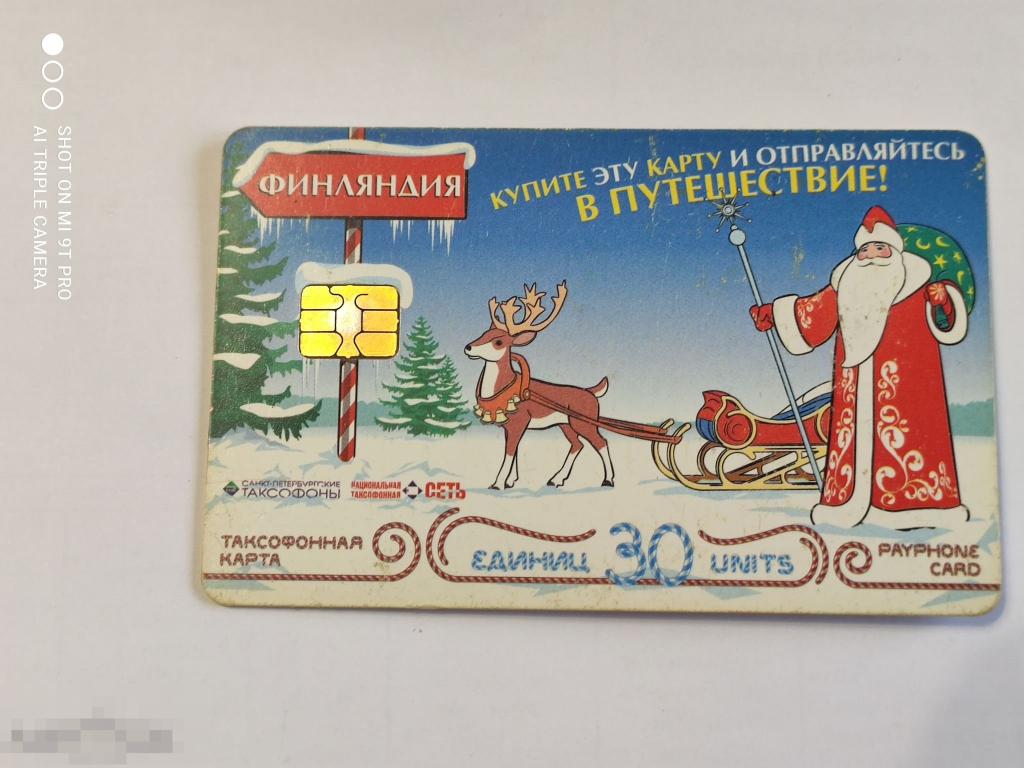 SHOT ON MI 9T PRO
AI TRIPLE CAMERA
ФИНЛЯНДИЯ
КУПИТЕ ЭТУ КАРТУ И ОТПРАВЛЯЙТЕСЬ
В ПУТЕШЕСТВИЕ!
САНКТ-ПЕТЕРБУРГСКИЕ
ТАКСОФОНЫ
НАЦИОНАЛЬНАЯ
ТАКСОФОННАЯ СЕТЬ
ТАКСОФОННАЯ
КАРТА
ЕДИНИЦ 30 UNITS
PAYPHONE
CARD